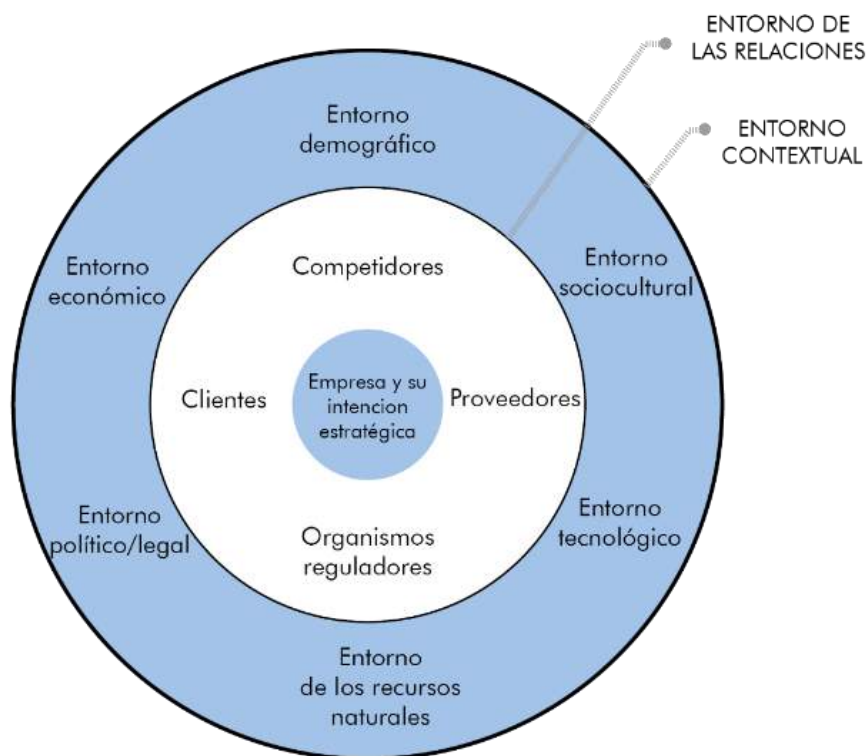 ENTORNO DE
LAS RELACIONES
ENTORNO
CONTEXTUAL
Entorno
demográfico
Entorno
económico
Competidores
Entorno
sociocultural
Clientes
Empresa y su
intencion
estratégica
Proveedores
Entorno
político/legal
Organismos
reguladores
Entorno
tecnológico
Entorno
de los recursos
naturales